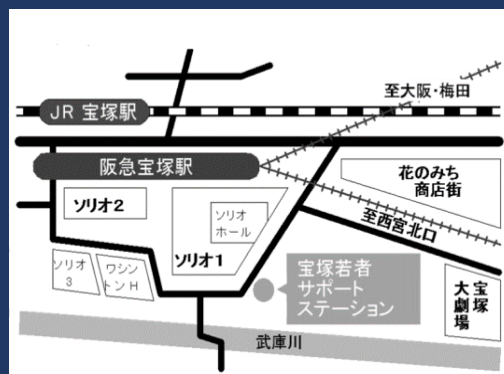 至大阪・梅田
JR 宝塚駅
阪急宝塚駅
花のみち
商店街
ソリオ2
ソリオ
ホール
至西宮北口
ソリオ1
ソリオ
3
ワシン
トンH
宝塚若者
サポート
ステーション
宝塚
大劇場
武庫川